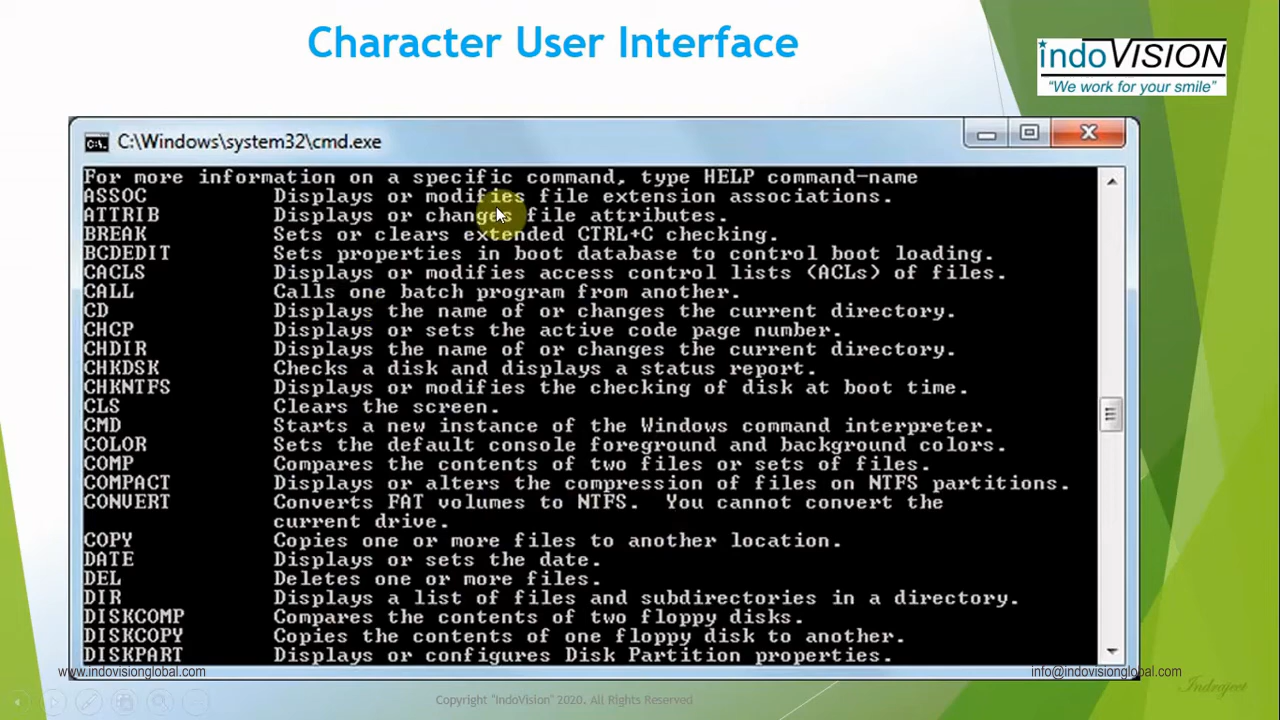 Character User Interface
indoVISION
“We work for your smile”
C:\Windows\system32\cmd.exe
For more information on a specific command, type HELP command-name
ASSOC Displays or modifies file extension associations.
ATTRIB Displays or changes file attributes.
BREAK Sets or clears extended CTRL+C checking.
BCDEDIT Sets properties in boot database to control boot loading.
CACLS Displays or modifies access control lists (ACLs) of files.
CALL Calls one batch program from another.
CD Displays the name of or changes the current directory.
CHCP Displays or sets the active code page number.
CHDIR Displays the name of or changes the current directory.
CHKDSK Checks a disk and displays a status report.
CHKNTFS Displays or modifies the checking of disk at boot time.
CLS Clears the screen.
CMD Starts a new instance of the Windows command interpreter.
COLOR Sets the default console foreground and background colors.
COMP Compares the contents of two files or sets of files.
COMPACT Displays or alters the compression of files on NTFS partitions.
CONVERT Converts FAT volumes to NTFS. You cannot convert the
current drive.
COPY Copies one or more files to another location.
DATE Displays or sets the date.
DEL Deletes one or more files.
DIR Displays a list of files and subdirectories in a directory.
DISKCOMP Compares the contents of two floppy disks.
DISKCOPY Copies the contents of one floppy disk to another.
DISKPART Displays or configures Disk Partition properties.
www.indovisionglobal.com
info@indovisionglobal.com
Copyright "IndoVision" 2020. All Rights Reserved
Indrajeet